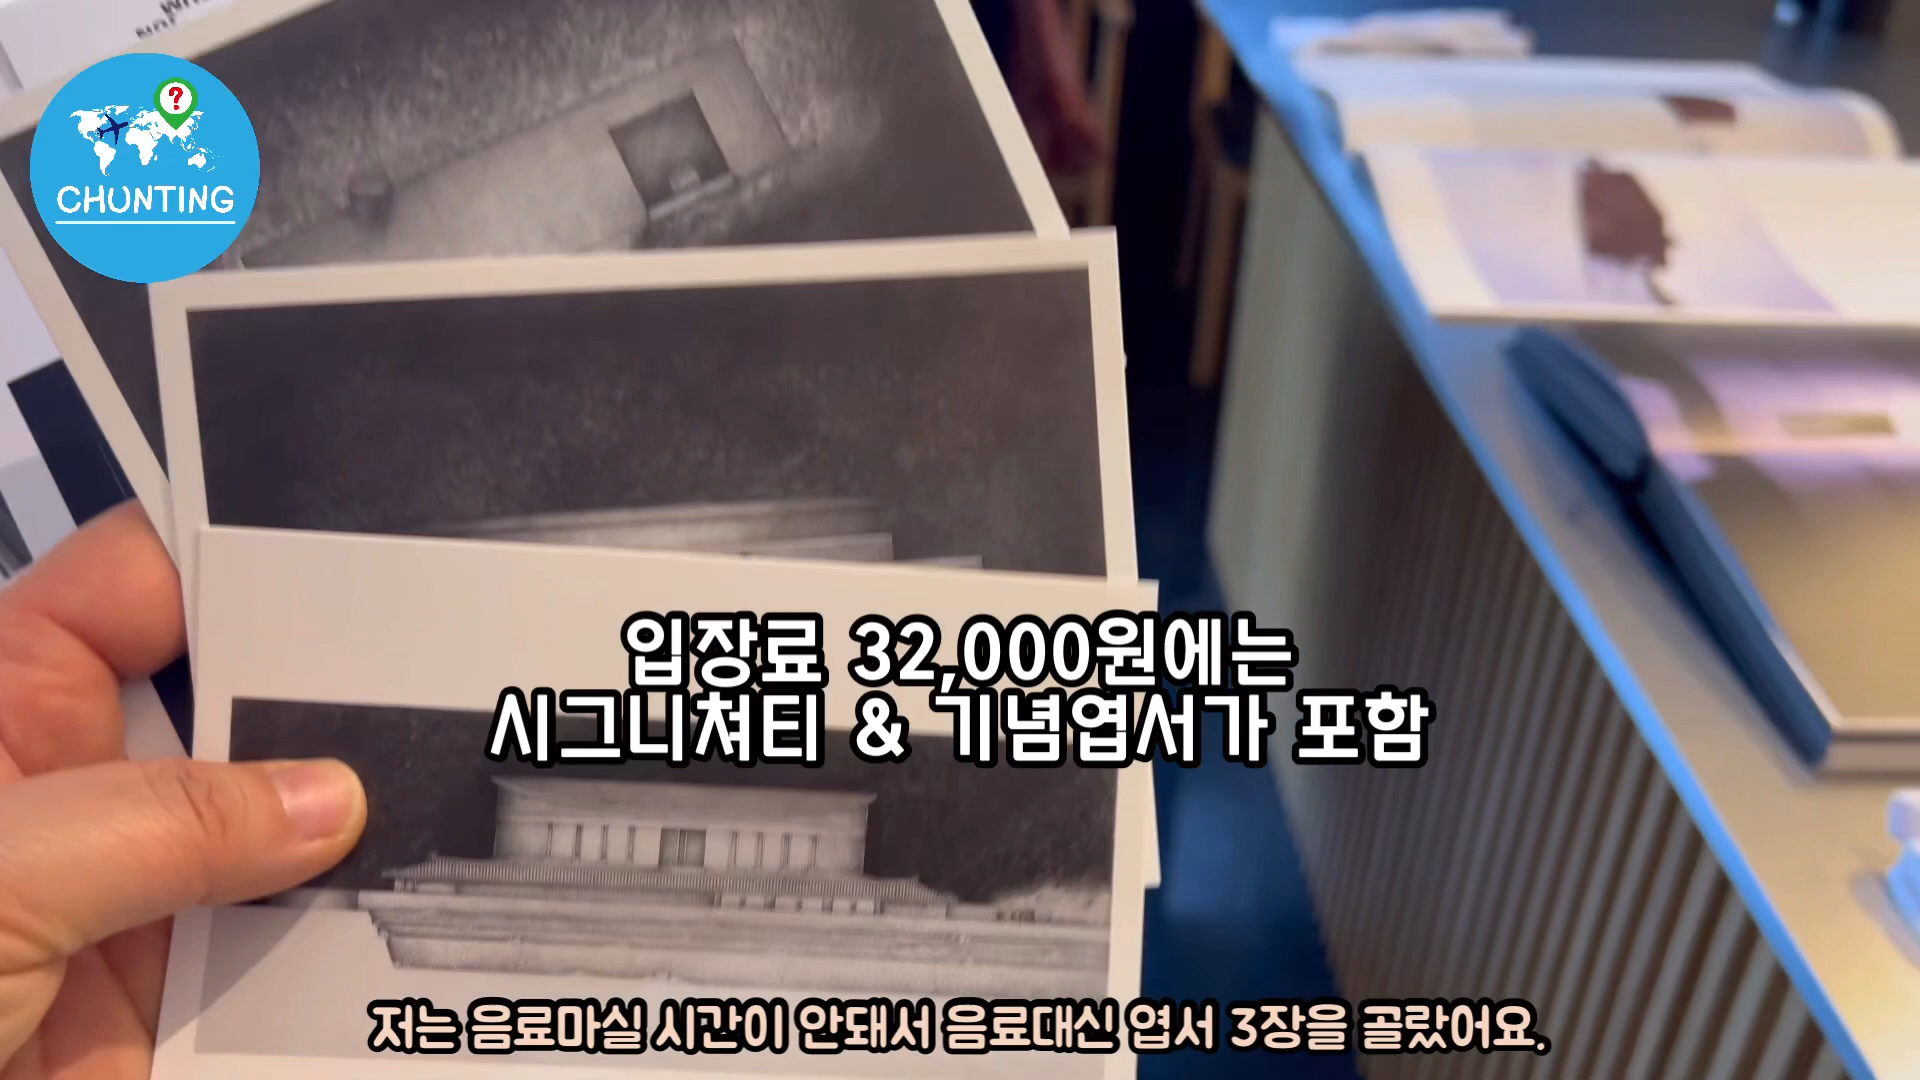 ?
CHUNTING
입장료 32,000원에는
시그니쳐티 & 기념엽서가 포함
저는 음료마실 시간이 안돼서 음료대신 엽서 3장을 골랐어요.